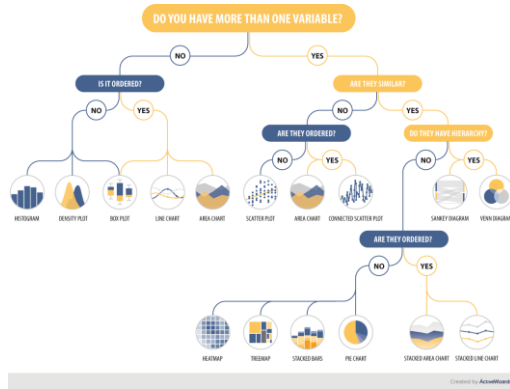 DO YOU HAVE MORE THAN ONE VARIABLE?
NO
YES
IS IT ORDERED?
ARE THEY SIMILAR?
NO
YES
NO
YES
ARE THEY ORDERED?
DO THEY HAVE HIERARCHY?
NO
YES
NO
YES
HISTOGRAM
DENSITY PLOT
BOX PLOT
LINE CHART
AREA CHART
SCATTER PLOT
AREA CHART
CONNECTED SCATTER PLOT
SANKEY DIAGRAM
VENN DIAGRAM
ARE THEY ORDERED?
NO
YES
HEATMAP
TREEMAP
STACKED BARS
PIE CHART
STACKED AREA CHART
STACKED LINE CHART
Created by ActiveWizards